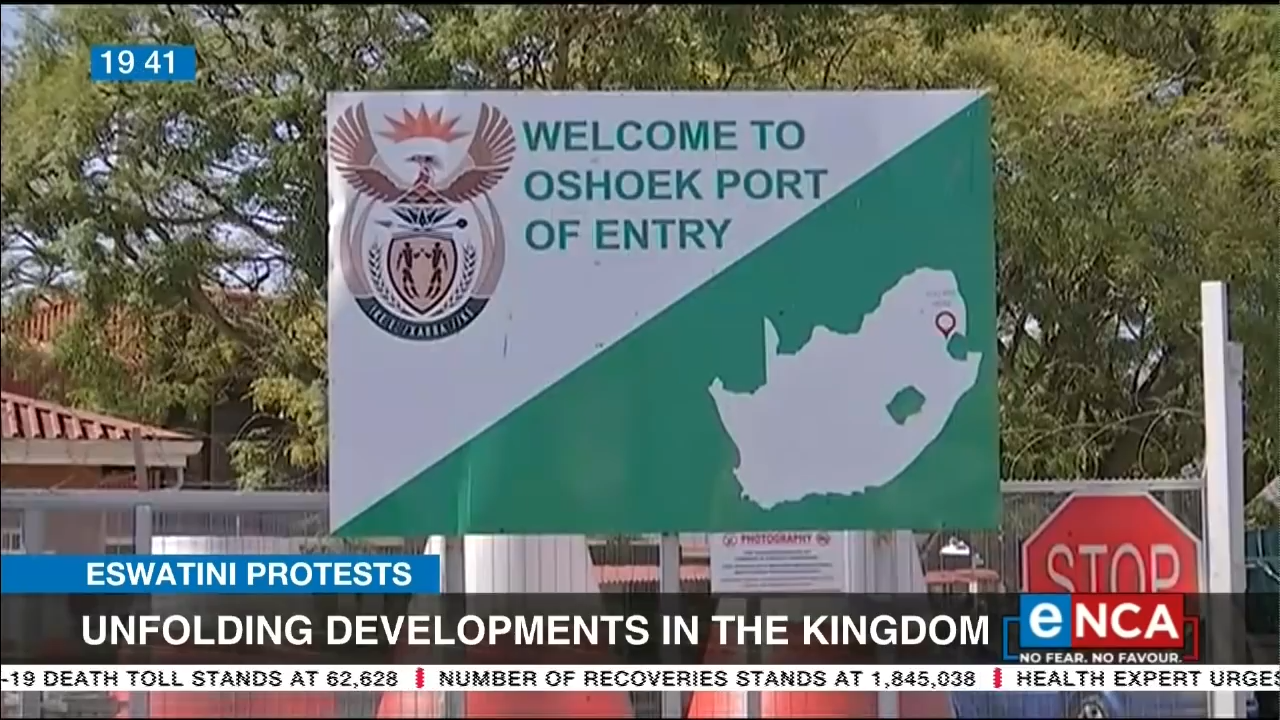 19 41
WELCOME TO
OSHOEK PORT
OF ENTRY
PHOTOGRAPHY
STOP
ESWATINI PROTESTS
UNFOLDING DEVELOPMENTS IN THE KINGDOM
eNCA
NO FEAR. NO FAVOUR.
-19 DEATH TOLL STANDS AT 62,628 NUMBER OF RECOVERIES STANDS AT 1,845,038 HEALTH EXPERT URGES